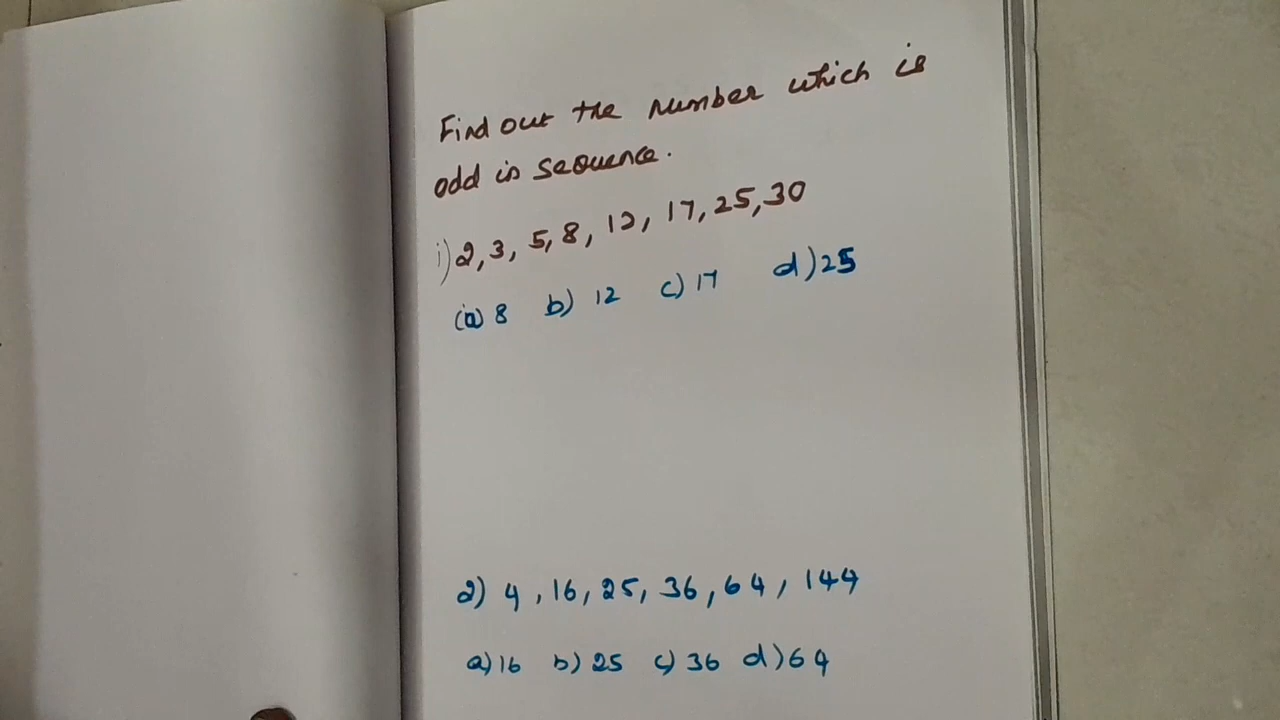 Find out the number which is
odd in sequence.
i) 2, 3, 5, 8, 12, 17, 25, 30
(a) 8 b) 12 c) 17 d) 25
2) 4, 16, 25, 36, 64, 144
a) 16 b) 25 c) 36 d) 64